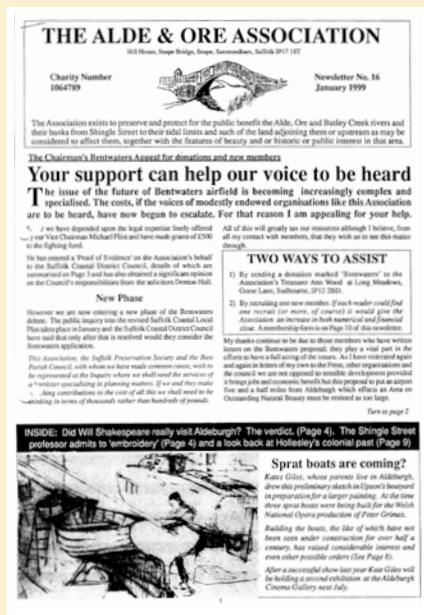 THE ALDE & ORE ASSOCIATION
Hill House, Snape Bridge, Snape, Saxmundham, Suffolk IP17 1ST
Charity Number
1064789
Newsletter No. 16
January 1999
The Association exists to preserve and protect for the public benefit the Alde, Ore and Butley Creek rivers and
their banks from Shingle Street to their tidal limits and such of the land adjoining them or upstream as may be
considered to affect them, together with the features of beauty and or historic or public interest in that area.
The Chairman's Bentwaters Appeal for donations and new members
Your support can help our voice to be heard
The issue of the future of Bentwaters airfield is becoming increasingly complex and
specialised. The costs, if the voices of modestly endowed organisations like this Association
are to be heard, have now begun to escalate. For that reason I am appealing for your help.
we have depended upon the legal expertise freely offered
our Vice Chairman Michael Flint and have made grants of £500
to the fighting fund.
He has entered a 'Proof of Evidence' on the Association's behalf
to the Suffolk Coastal District Council, details of which are
summarised on Page 3 and has also obtained a significant opinion
on the Council's responsibilities from the solicitors Denton Hall.
New Phase
However we are now entering a new phase of the Bentwaters
debate. The public inquiry into the revised Suffolk Coastal Local
Plan takes place in January and the Suffolk Coastal District Council
have said that only after that is resolved would they consider the
Bentwaters application.
This Association, the Suffolk Preservation Society and the Iken
Parish Council, with whom we have made common cause, wish to
be represented at the Inquiry where we shall need the services of
a barrister specialising in planning matters. If we and they make
contributions to the cost of all this we shall need to be
thinking in terms of thousands rather than hundreds of pounds.
All of this will greatly tax our resources although I believe, from
all my contact with members, that they wish us to see this matter
through.
TWO WAYS TO ASSIST
1) By sending a donation marked "Bentwaters" to the
Association's Treasurer Ann Wood at Long Meadows,
Gorse Lane, Sudbourne, IP12 2BD.
2) By recruiting one new member. If each reader could find
one recruit (or more, of course) it would give the
Association an increase in both numerical and financial
clout. A membership form is on Page 10 of this newsletter.
My thanks continue to be due to those members who have written
letters on the Bentwaters proposal; they play a vital part in the
efforts to have a full airing of the issues. As I have reiterated again
and again in letters of my own to the Press, other organisations and
the council we are not opposed to sensible development provided
it brings jobs and economic benefit but this proposal to put an airport
five and a half miles from Aldeburgh which effects an Area on
Outstanding Natural Beauty must be resisted as too large.
Turn to page 2
INSIDE: Did Will Shakespeare really visit Aldeburgh? The verdict. (Page 4). The Shingle Street
professor admits to 'embroidery' (Page 4) and a look back at Hollesley's colonial past (Page 9)
Sprat boats are coming?
Kates Giles, whose parents live in Aldeburgh,
drew this preliminary sketch in Upson's boatyard
in preparation for a larger painting. At the time
three sprat boats were being built for the Welsh
National Opera production of Peter Grimes.
Building the boats, the like of which have not
been seen under construction for over half a
century, has raised considerable interest and
even other possible orders (See Page 8).
After a successful show last year Kate Giles will
be holding a second exhibition at the Aldeburgh
Cinema Gallery next July.